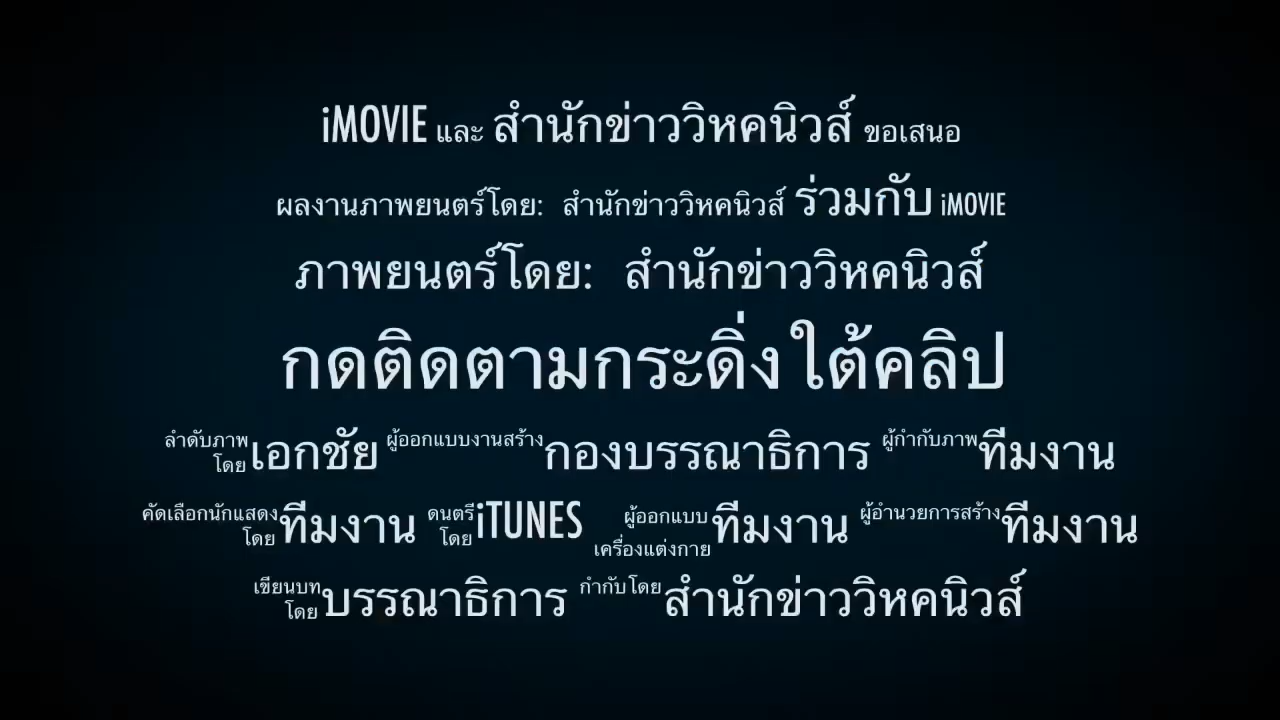 iMOVIE และ สำนักข่าววิหคนิวส์ ขอเสนอ
ผลงานภาพยนตร์โดย: สำนักข่าววิหคนิวส์ ร่วมกับ iMOVIE
ภาพยนตร์โดย: สำนักข่าววิหคนิวส์
กดติดตามกระดิ่ง ใต้คลิป
ลำดับภาพโดย เอกชัย ผู้ออกแบบงานสร้าง กองบรรณาธิการ ผู้กำกับภาพ ทีมงาน
คัดเลือกนักแสดงโดย ทีมงาน ดนตรีโดย iTUNES ผู้ออกแบบเครื่องแต่งกาย ทีมงาน ผู้อำนวยการสร้าง ทีมงาน
เขียนบทโดย บรรณาธิการ กำกับโดย สำนักข่าววิหคนิวส์